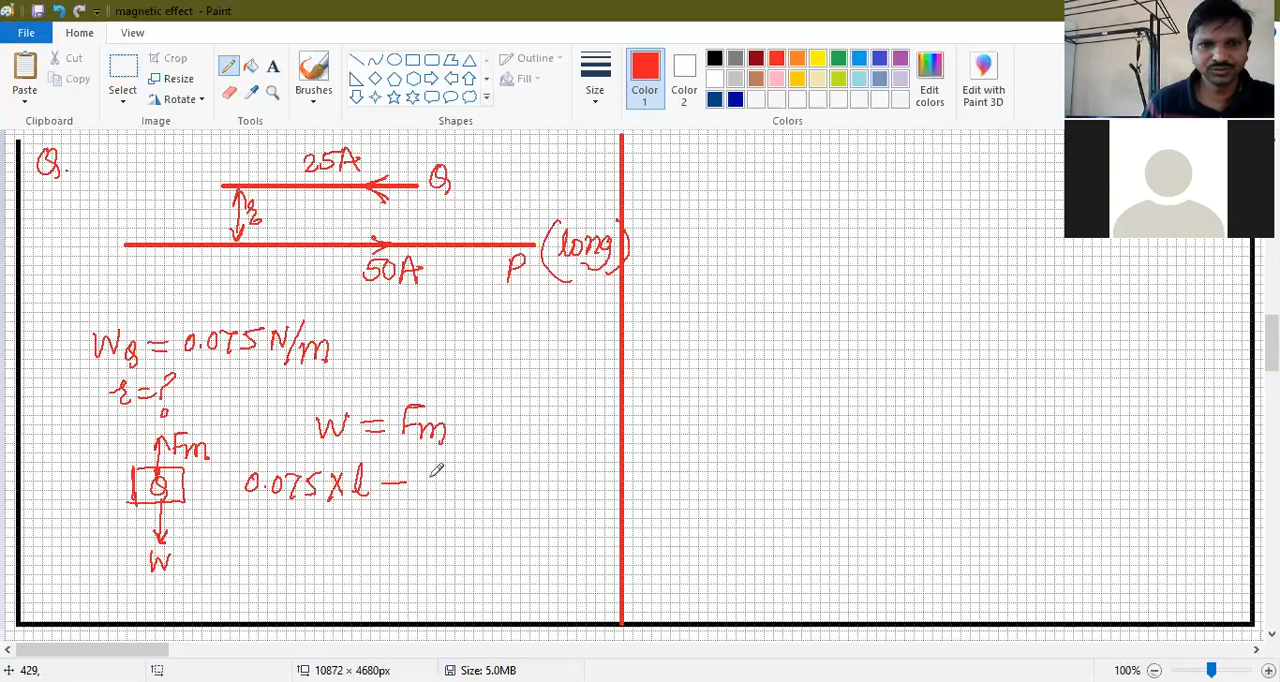 magnetic effect - Paint
File
Home
View
Paste
Cut
Copy
Clipboard
Select
Crop
Resize
Rotate
Image
A
Tools
Brushes
Outline
Fill
Shapes
Size
Color 1
Color 2
Edit colors
Edit with Paint 3D
Colors
Q.
25A
Q
r
50A
P (long)
WQ = 0.075 N/m
r = ?
W = Fm
Fm
Q
0.075 X l –
W
429,
10872 × 4680px
Size: 5.0MB
100%